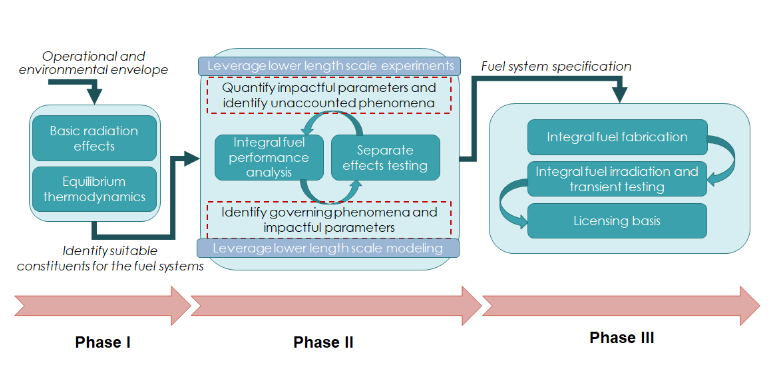 Operational and
environmental envelope
Basic radiation
effects
Equilibrium
thermodynamics
Identify suitable
constituents for the fuel systems
Leverage lower length scale experiments
Quantify impactful parameters and
identify unaccounted phenomena
Integral fuel
performance
analysis
Separate
effects testing
Identify governing phenomena and
impactful parameters
Leverage lower length scale modeling
Fuel system specification
Integral fuel fabrication
Integral fuel irradiation and
transient testing
Licensing basis
Phase I
Phase II
Phase III